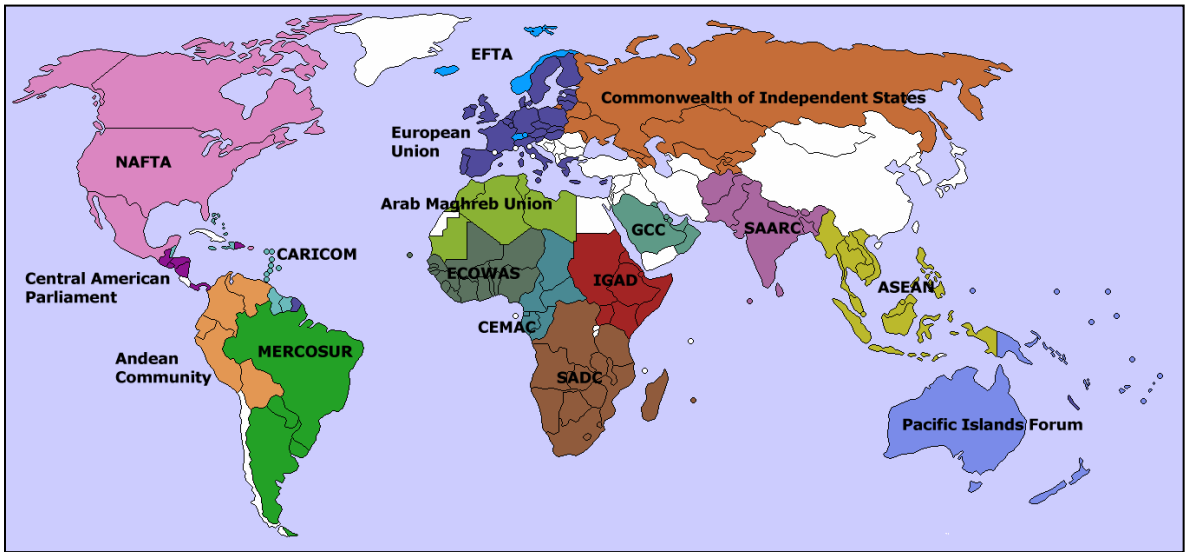 EFTA
Commonwealth of Independent States
European
Union
NAFTA
Arab Maghreb Union
GCC
SAARC
CARICOM
ECOWAS
IGAD
ASEAN
Central American
Parliament
CEMAC
MERCOSUR
Andean
Community
SADC
Pacific Islands Forum